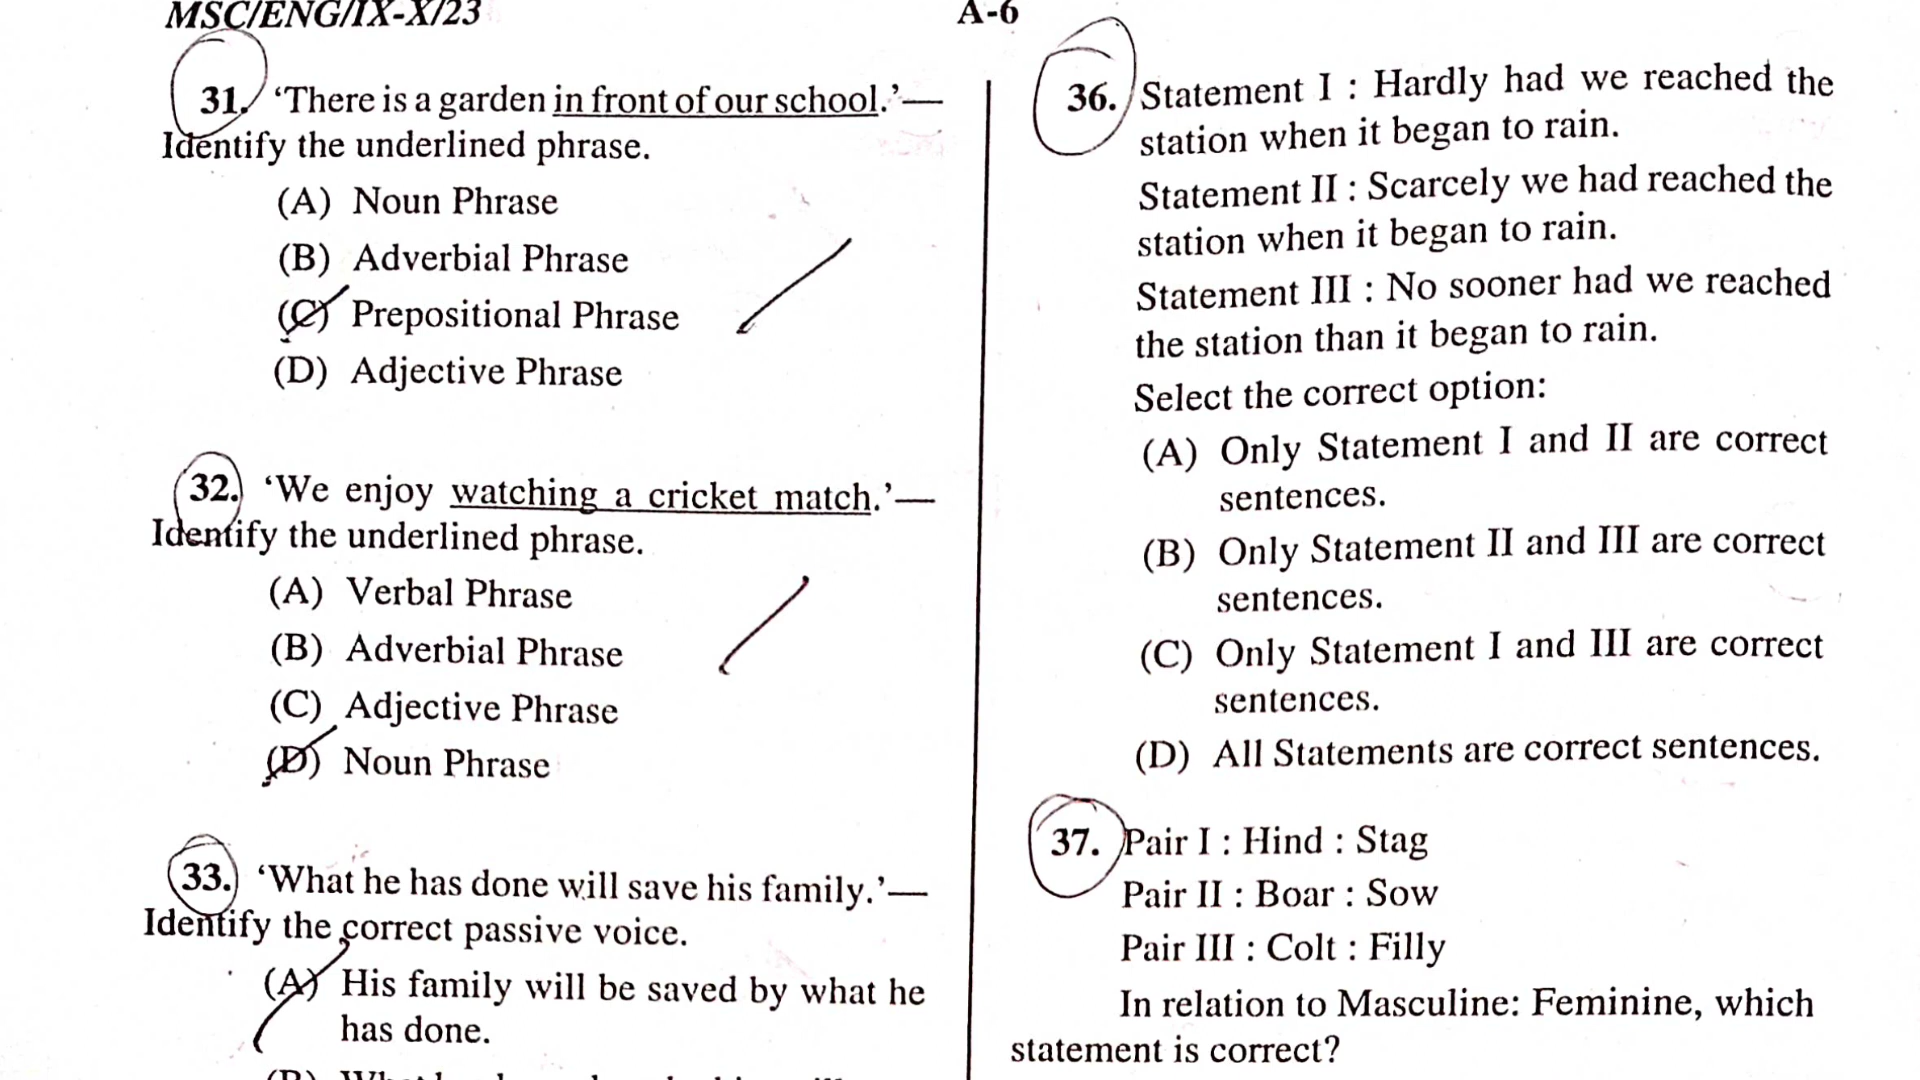 MSC/ENG/IX-X/23
A-6
31. ‘There is a garden in front of our school.’—
Identify the underlined phrase.
(A) Noun Phrase
(B) Adverbial Phrase
(C) Prepositional Phrase
(D) Adjective Phrase
32. ‘We enjoy watching a cricket match.’—
Identify the underlined phrase.
(A) Verbal Phrase
(B) Adverbial Phrase
(C) Adjective Phrase
(D) Noun Phrase
33. ‘What he has done will save his family.’—
Identify the correct passive voice.
(A) His family will be saved by what he
has done.
36. Statement I : Hardly had we reached the
station when it began to rain.
Statement II : Scarcely we had reached the
station when it began to rain.
Statement III : No sooner had we reached
the station than it began to rain.
Select the correct option:
(A) Only Statement I and II are correct
sentences.
(B) Only Statement II and III are correct
sentences.
(C) Only Statement I and III are correct
sentences.
(D) All Statements are correct sentences.
37. Pair I : Hind : Stag
Pair II : Boar : Sow
Pair III : Colt : Filly
In relation to Masculine: Feminine, which
statement is correct?